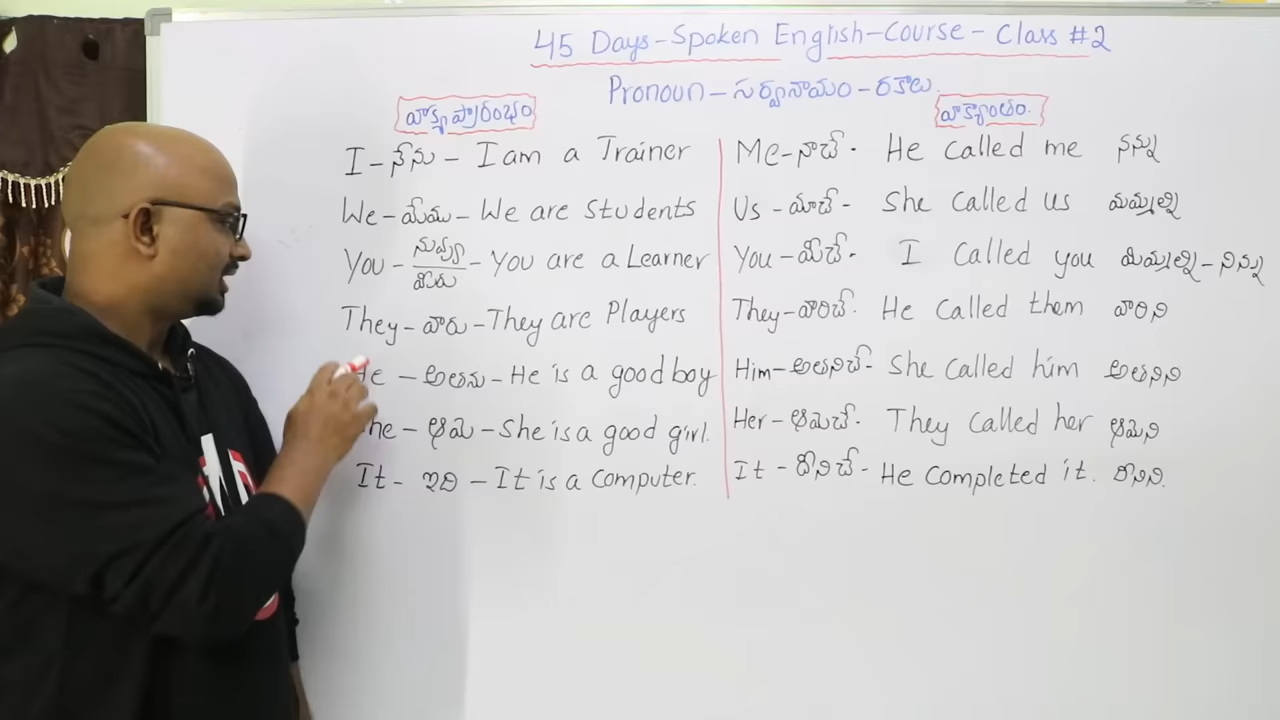 45 Days-Spoken English-Course - Class #2
Pronoun - సర్వనామం - రకాలు.
వాక్యప్రారంభం
వాక్యాంతం.
I - నేను - I am a Trainer
Me - నాచే - He called me నన్ను
We - మేము - We are Students
Us - మాచే - She called us మమ్మల్ని
You - నువ్వు / మీరు - You are a Learner
You - మీచే - I called you మిమ్మల్ని - నిన్ను
They - వారు - They are Players
They - వారిచే - He called them వారిని
He - అతను - He is a good boy
Him - అతనిచే - She called him అతనిని
he - ఆమె - She is a good girl.
Her - ఆమెచే - They called her ఆమెని
It - ఇది - It is a Computer.
It - దీనిచే - He Completed it. దీనిని.